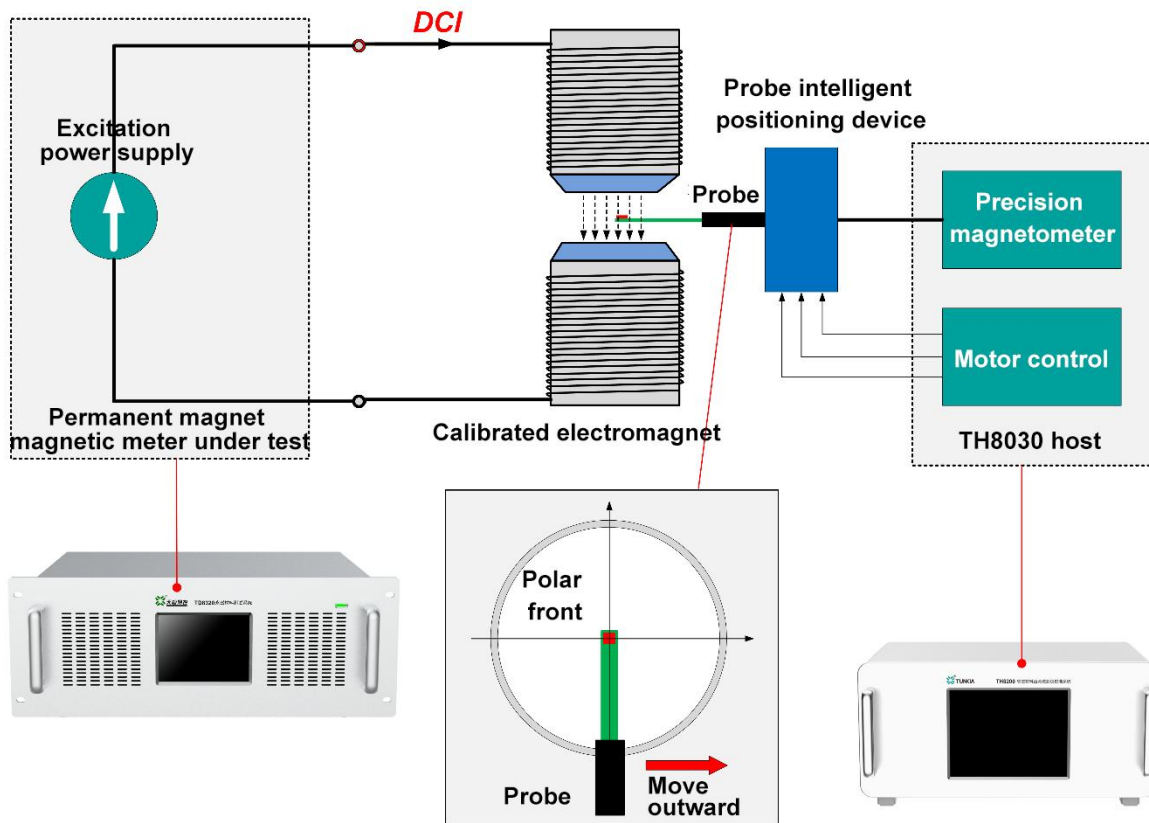 DCI
Probe intelligent
positioning device
Excitation
power supply
Probe
Precision
magnetometer
Motor control
Permanent magnet
magnetic meter under test
Calibrated electromagnet
TH8030 host
Polar
front
Probe
Move
outward
TUNKIA